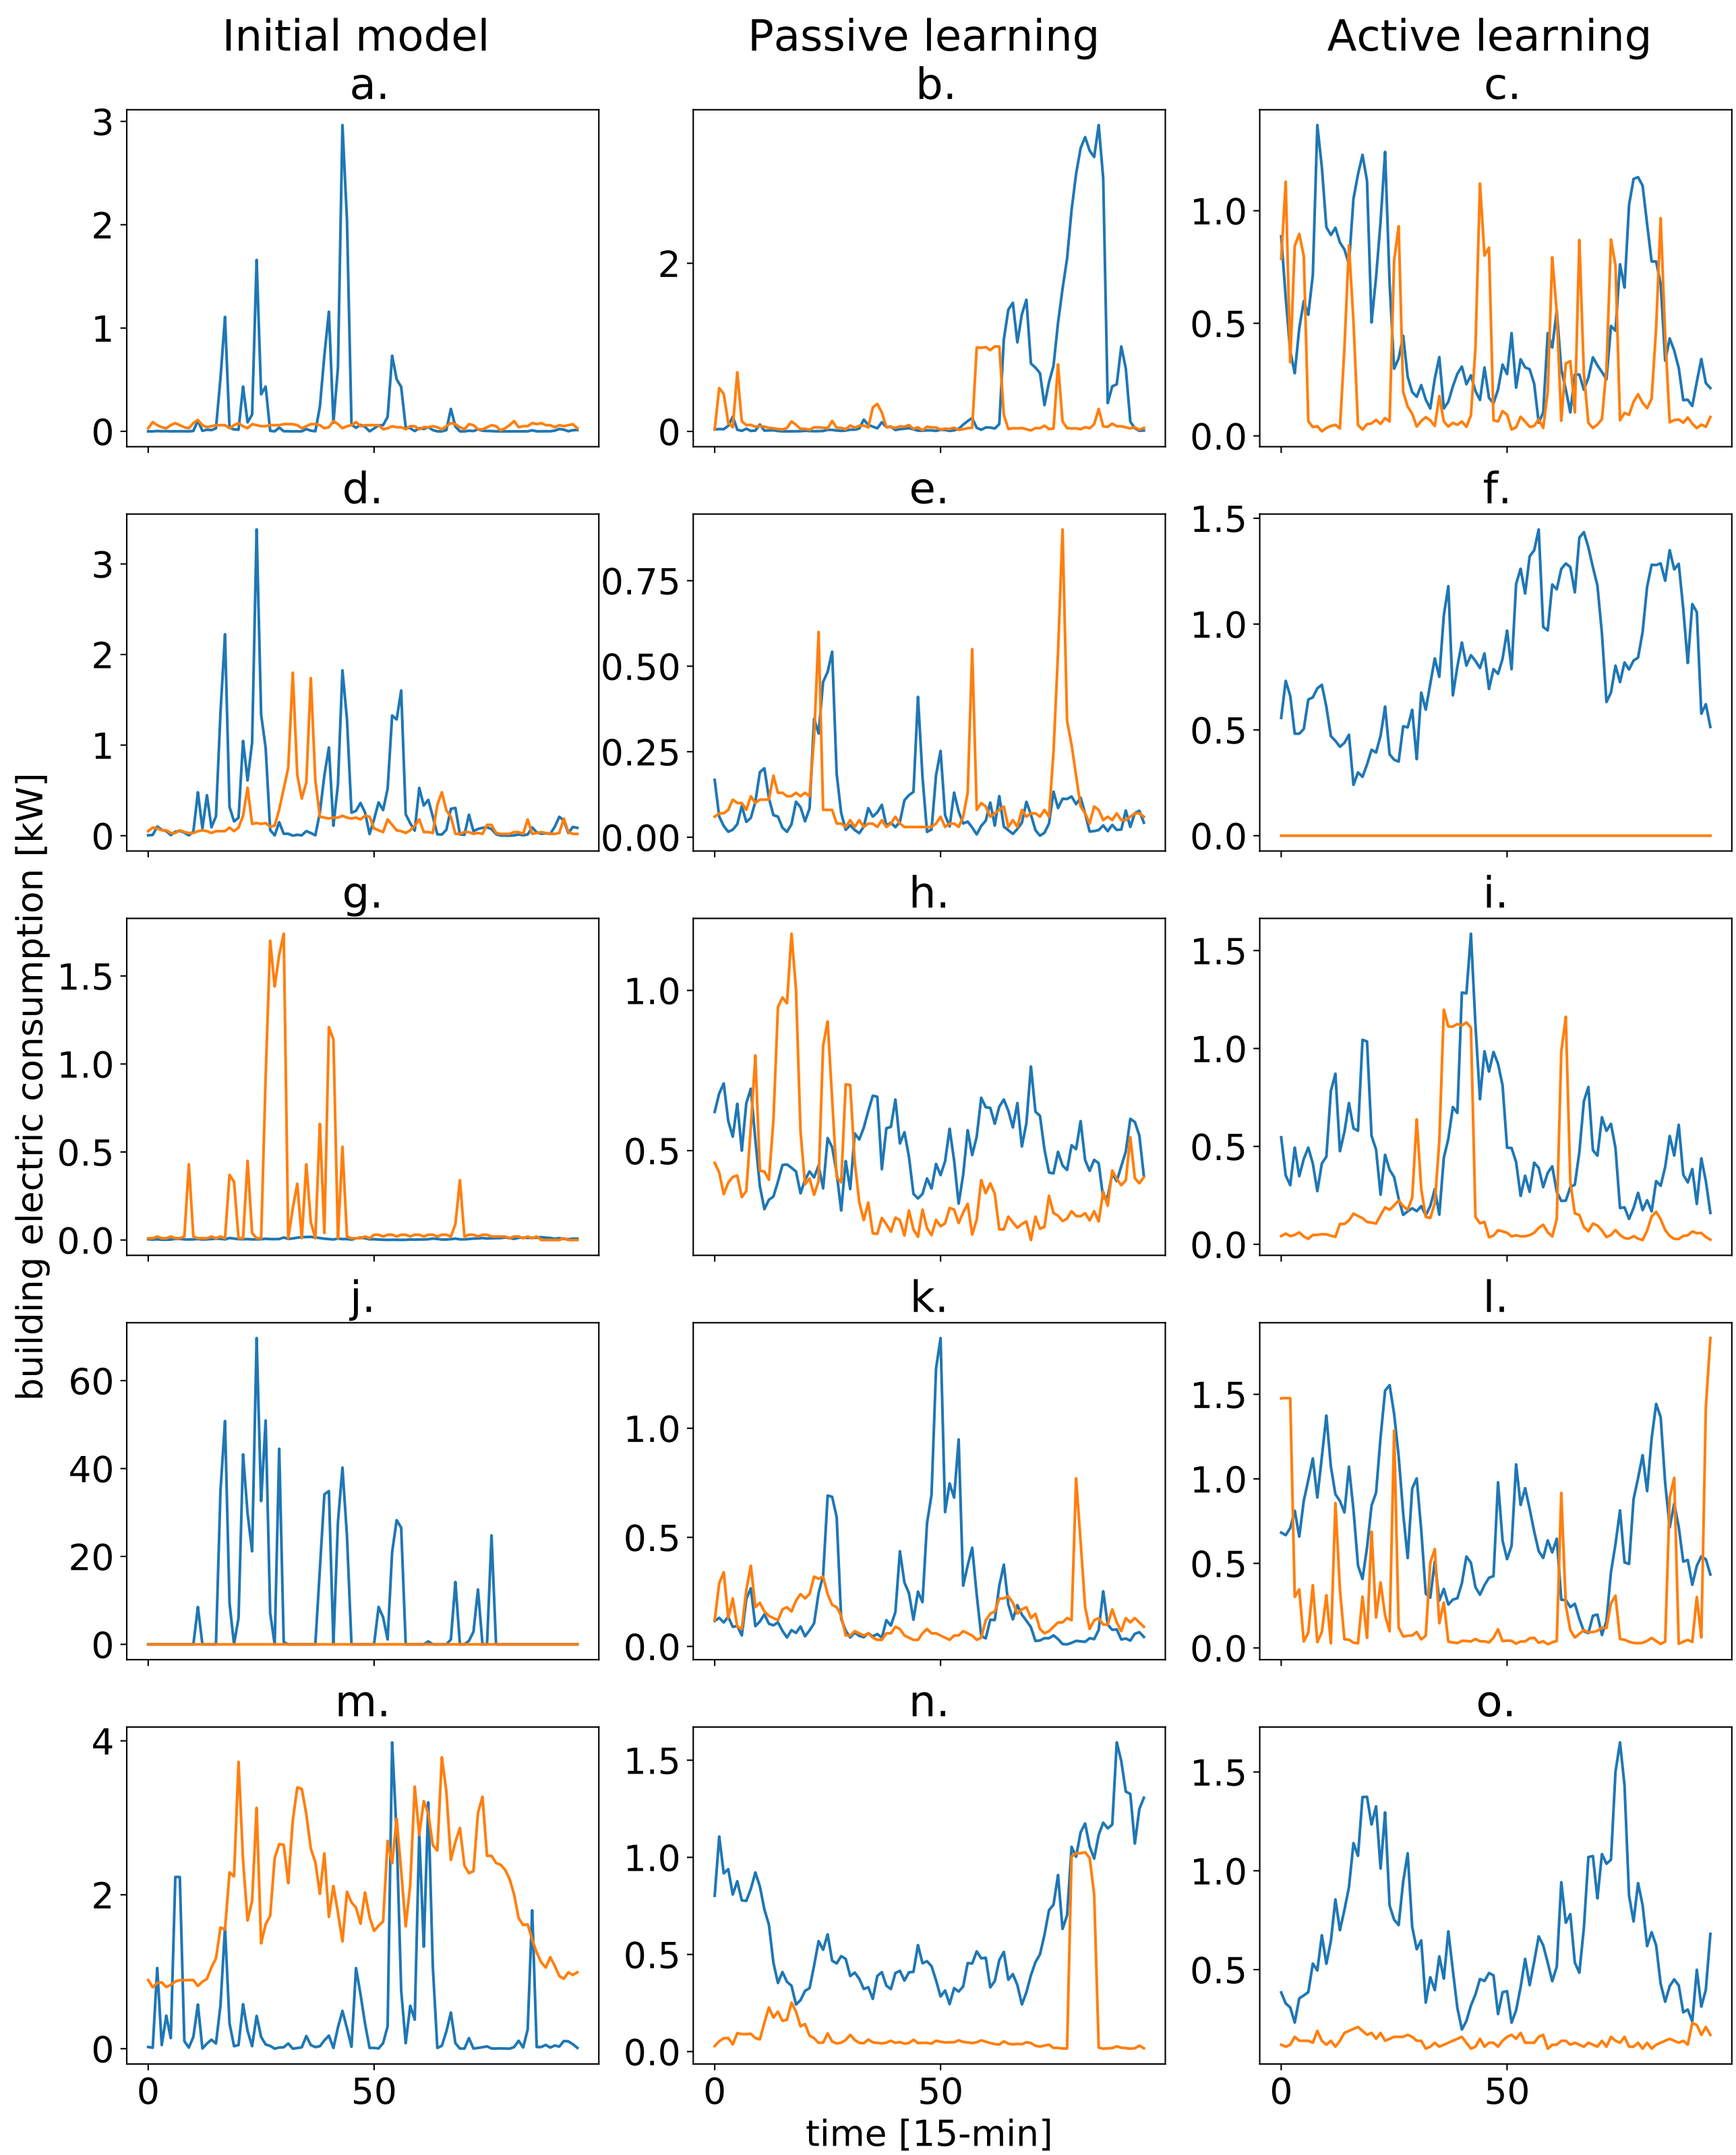 Initial model
Passive learning
Active learning
a.
b.
c.
3
2
1
0
2
0
1.0
0.5
0.0
d.
e.
f.
3
2
1
0
0.75
0.50
0.25
0.00
1.5
1.0
0.5
0.0
building electric consumption [kW]
g.
h.
i.
1.5
1.0
0.5
0.0
1.0
0.5
1.5
1.0
0.5
0.0
j.
k.
l.
60
40
20
0
1.0
0.5
0.0
1.5
1.0
0.5
0.0
m.
n.
o.
4
2
0
1.5
1.0
0.5
0.0
1.5
1.0
0.5
0 50
0 50
0 50
time [15-min]